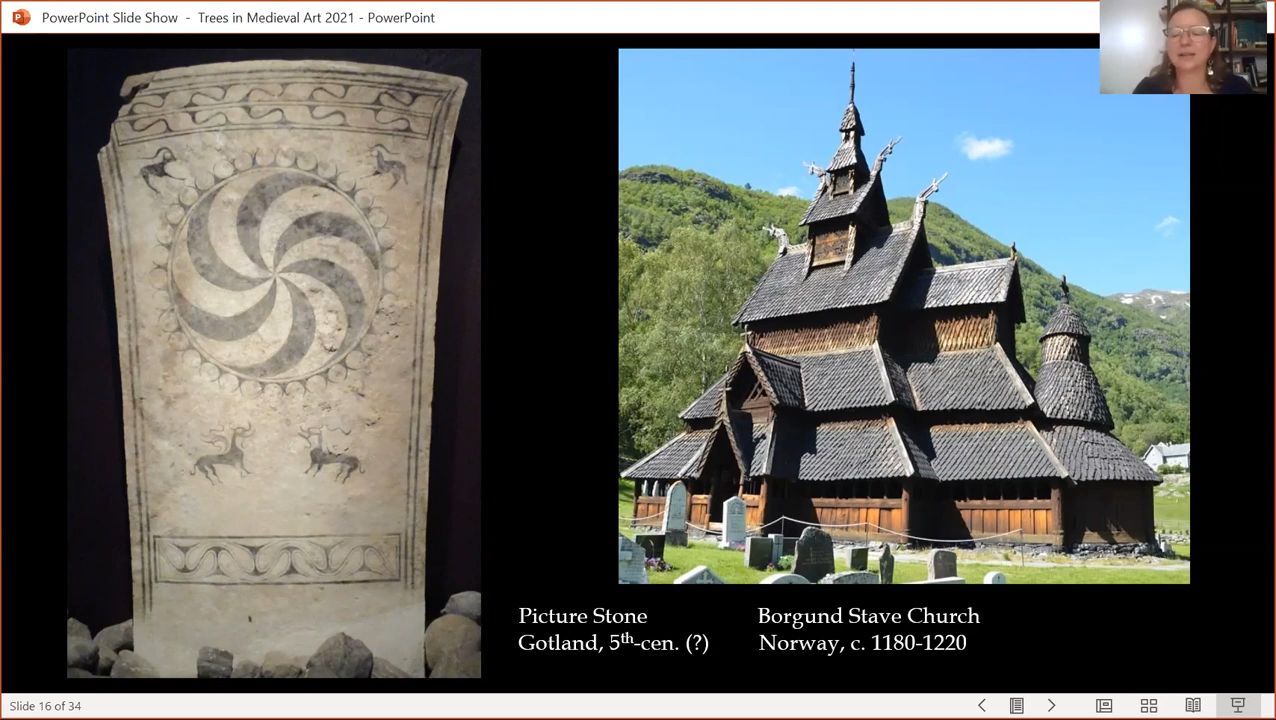 PowerPoint Slide Show - Trees in Medieval Art 2021 - PowerPoint
Picture Stone
Gotland, 5th-cen. (?)
Borgund Stave Church
Norway, c. 1180-1220
Slide 16 of 34